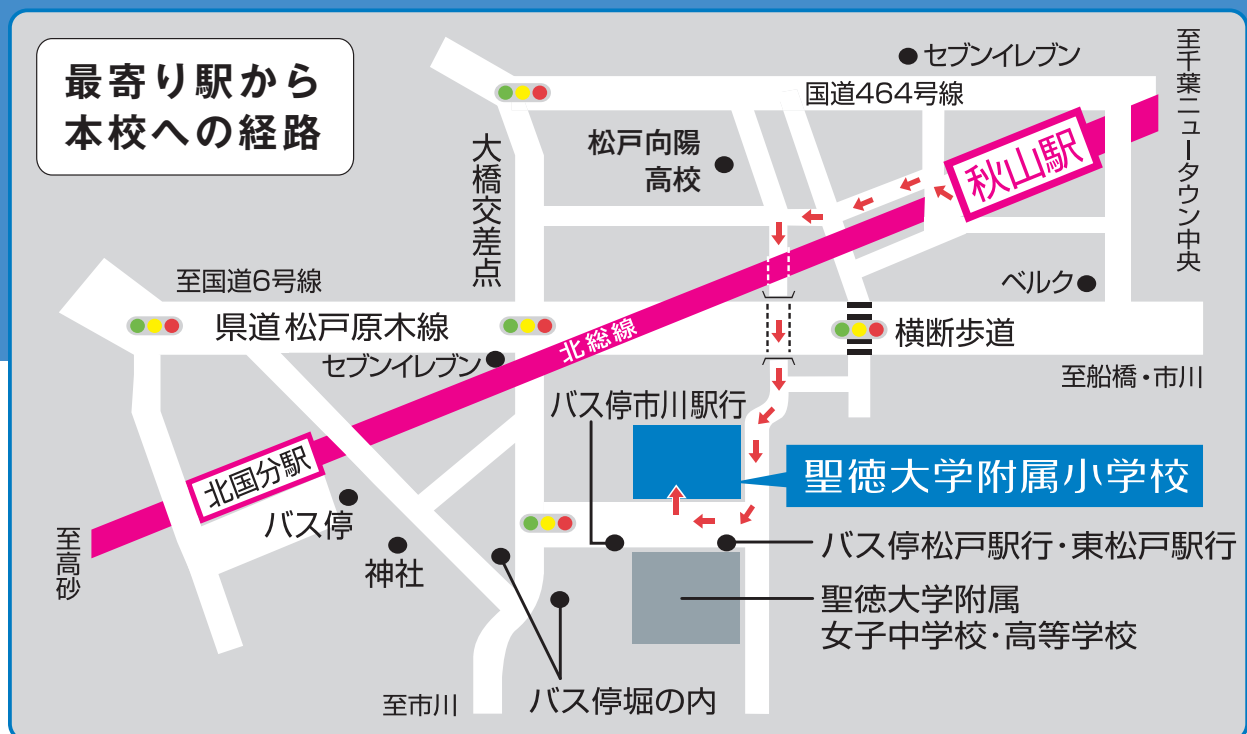 最寄り駅から
本校への経路
セブンイレブン
国道464号線
至千葉ニュータウン中央
松戸向陽
高校
秋山駅
大橋交差点
至国道6号線
ベルク
県道松戸原木線
北総線
横断歩道
セブンイレブン
至船橋・市川
バス停市川駅行
北国分駅
聖徳大学附属小学校
バス停
至高砂
神社
バス停松戸駅行・東松戸駅行
聖徳大学附属
女子中学校・高等学校
至市川
バス停堀の内